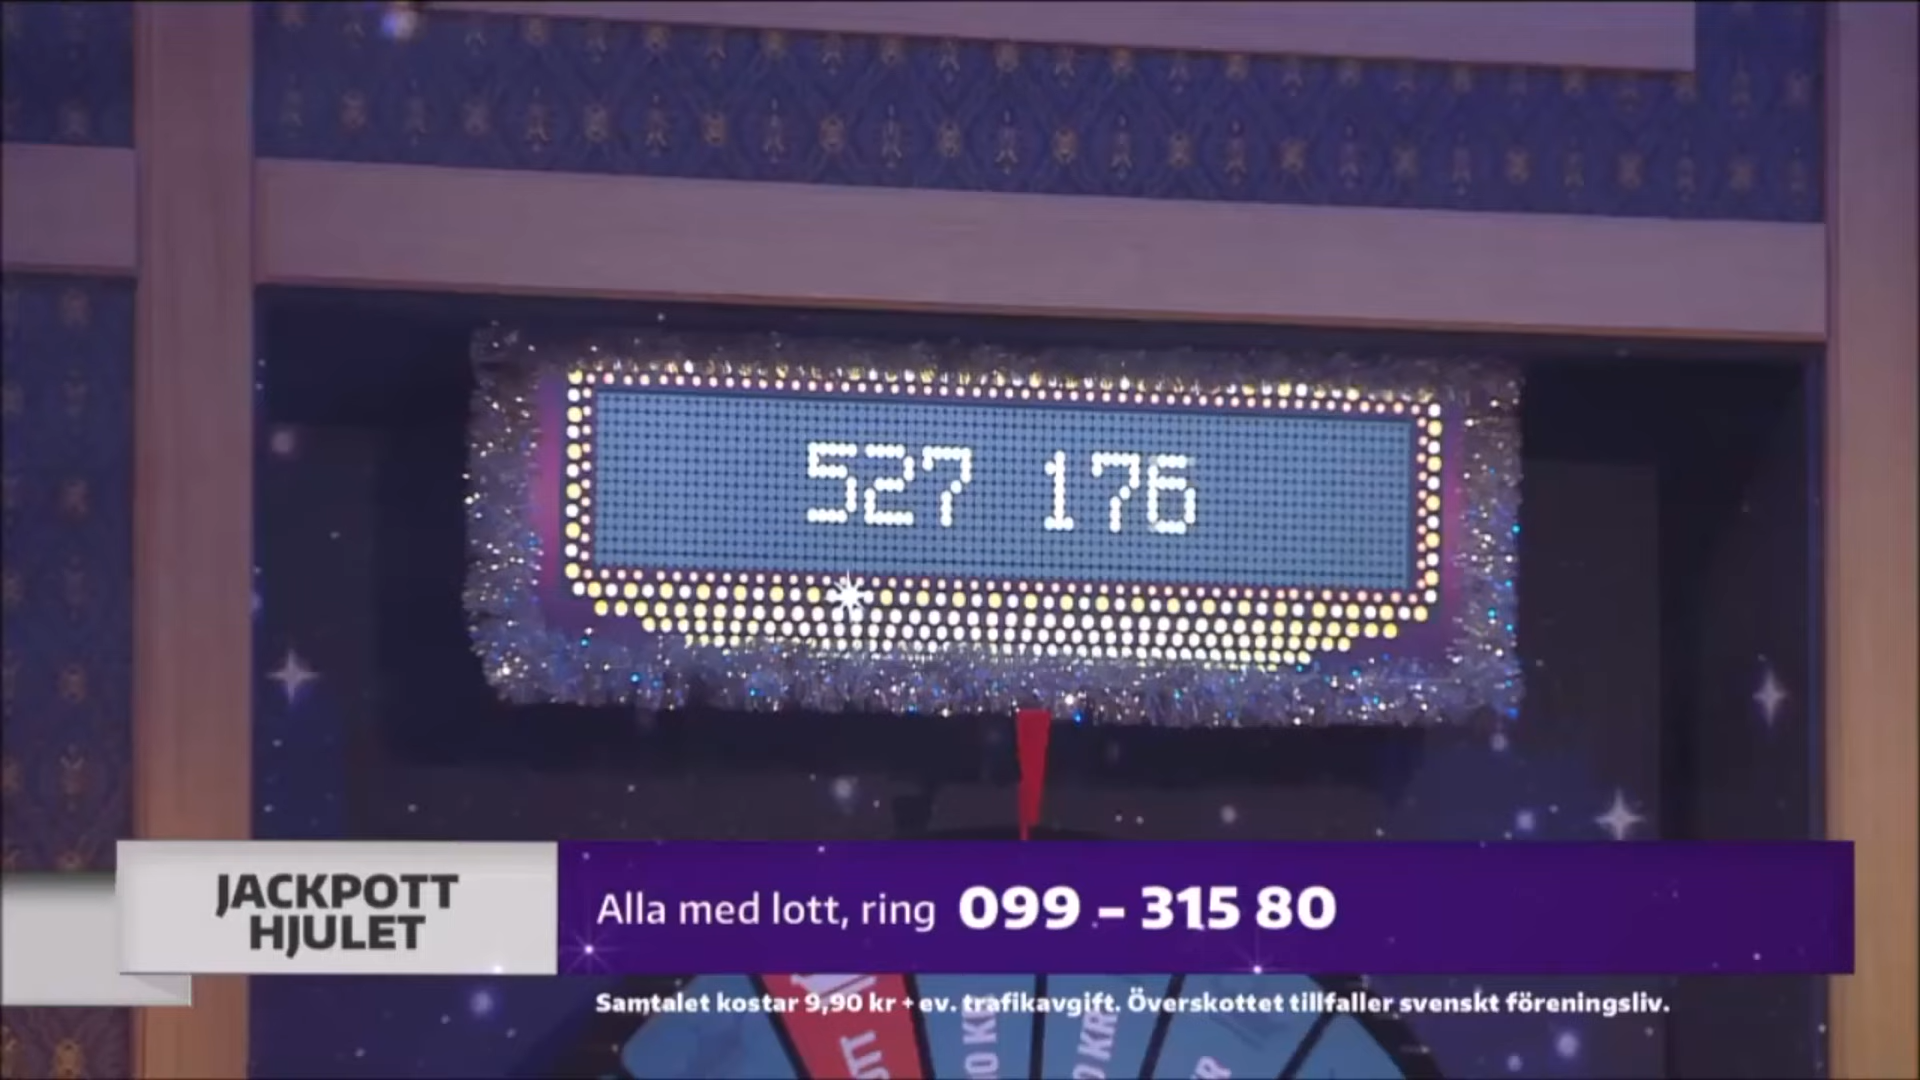 527 176
JACKPOTT
HJULET
Alla med lott, ring 099 – 315 80
Samtalet kostar 9,90 kr + ev. trafikavgift. Överskottet tillfaller svenskt föreningsliv.
KR